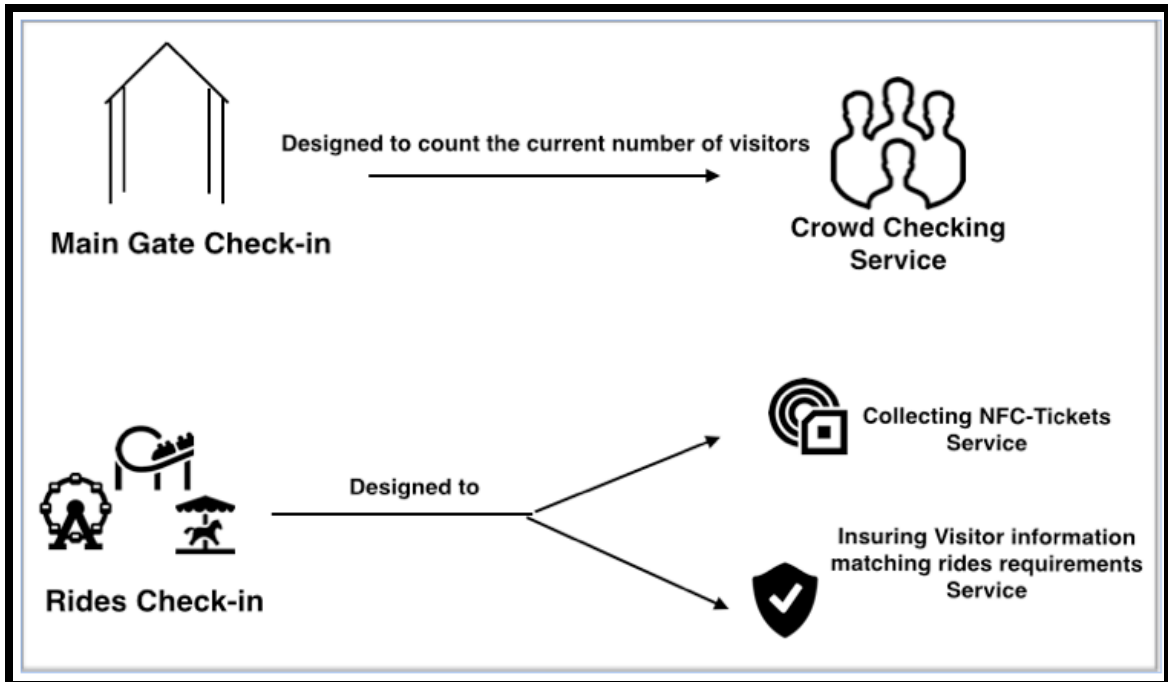 Designed to count the current number of visitors
Main Gate Check-in
Crowd Checking
Service
Collecting NFC-Tickets
Service
Designed to
Insuring Visitor information
matching rides requirements
Service
Rides Check-in